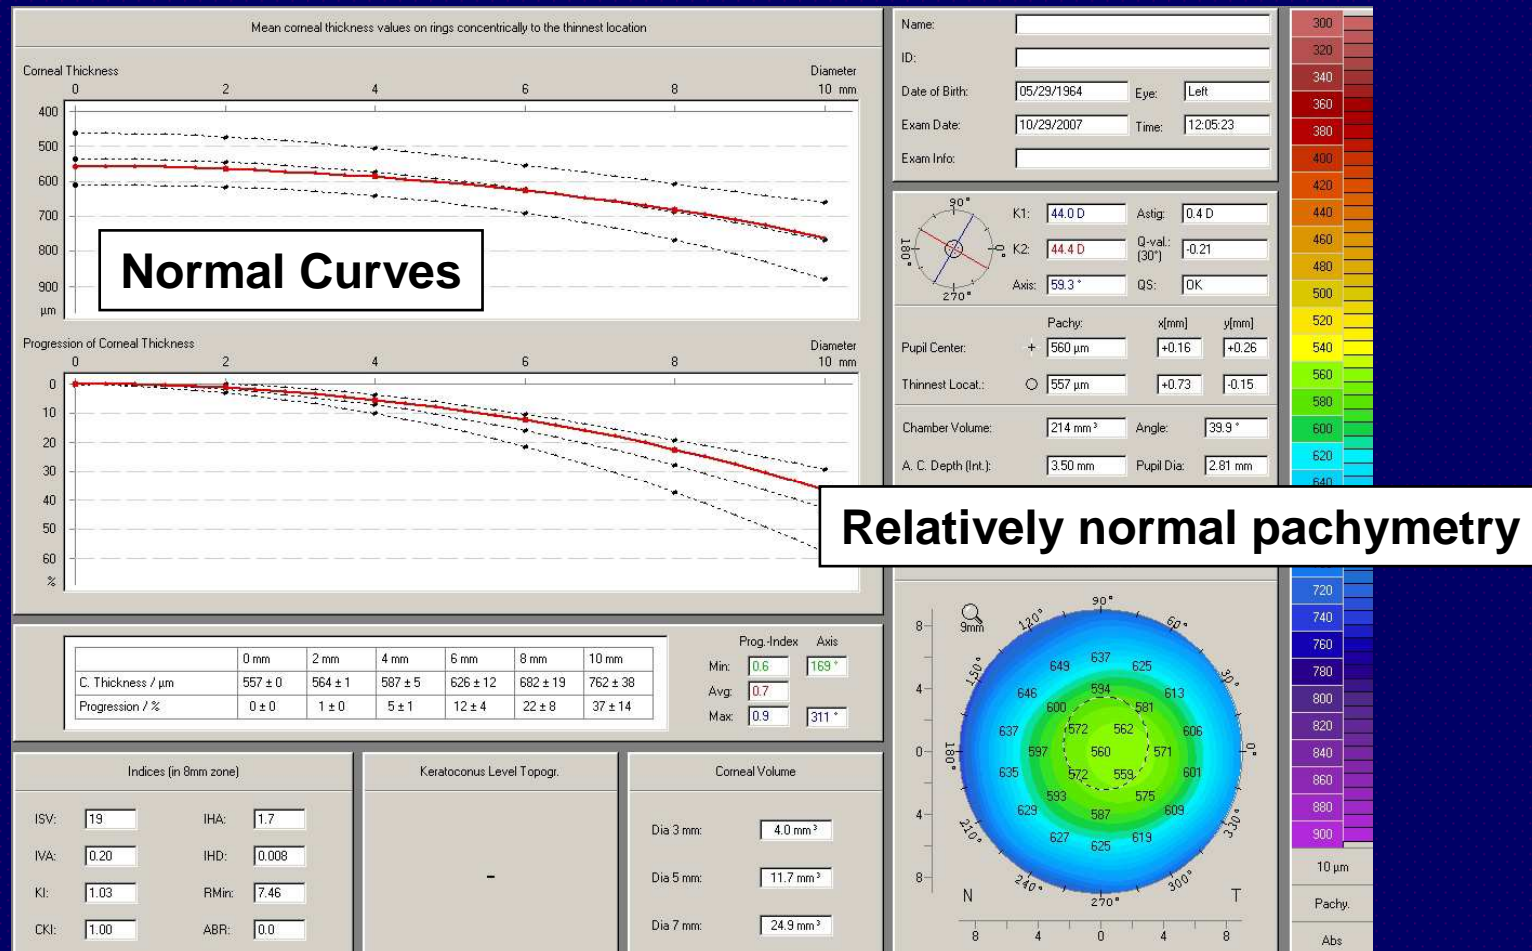 Mean corneal thickness values on rings concentrically to the thinnest location
Corneal Thickness
Diameter
0 2 4 6 8 10 mm
400
500
600
700
800
900
µm
Normal Curves
Progression of Corneal Thickness
Diameter
0 2 4 6 8 10 mm
0
10
20
30
40
50
60
%
0 mm 2 mm 4 mm 6 mm 8 mm 10 mm
C. Thickness / µm 557 ± 0 564 ± 1 587 ± 5 626 ± 12 682 ± 19 762 ± 38
Progression / % 0 ± 0 1 ± 0 5 ± 1 12 ± 4 22 ± 8 37 ± 14
Prog.-Index Axis
Min: 0.6 169 °
Avg: 0.7
Max: 0.9 311 °
Indices (in 8mm zone)
ISV: 19 IHA: 1.7
IVA: 0.20 IHD: 0.008
KI: 1.03 RMin: 7.46
CKI: 1.00 ABR: 0.0
Keratoconus Level Topogr.
-
Corneal Volume
Dia 3 mm: 4.0 mm³
Dia 5 mm: 11.7 mm³
Dia 7 mm: 24.9 mm³
Name:
ID:
Date of Birth: 05/29/1964 Eye: Left
Exam Date: 10/29/2007 Time: 12:05:23
Exam Info:
90°
180°
0°
270°
K1: 44.0 D Astig: 0.4 D
K2: 44.4 D Q-val.: (30°) -0.21
Axis: 59.3 ° QS: OK
Pachy: x[mm] y[mm]
Pupil Center: + 560 µm +0.16 +0.26
Thinnest Locat.: O 557 µm +0.73 -0.15
Chamber Volume: 214 mm³ Angle: 39.9 °
A. C. Depth (Int.): 3.50 mm Pupil Dia: 2.81 mm
Relatively normal pachymetry
9mm
90°
120° 60°
150° 30°
180° 0°
210° 330°
240° 300°
270°
8
4
0
4
8
637
649 625
646 594 613
600 581
637 572 562 606
597 560 571
635 572 559 601
593 575
629 587 609
627 619
625
N T
8 4 0 4 8
300
320
340
360
380
400
420
440
460
480
500
520
540
560
580
600
620
640
720
740
760
780
800
820
840
860
880
900
10 µm
Pachy.
Abs